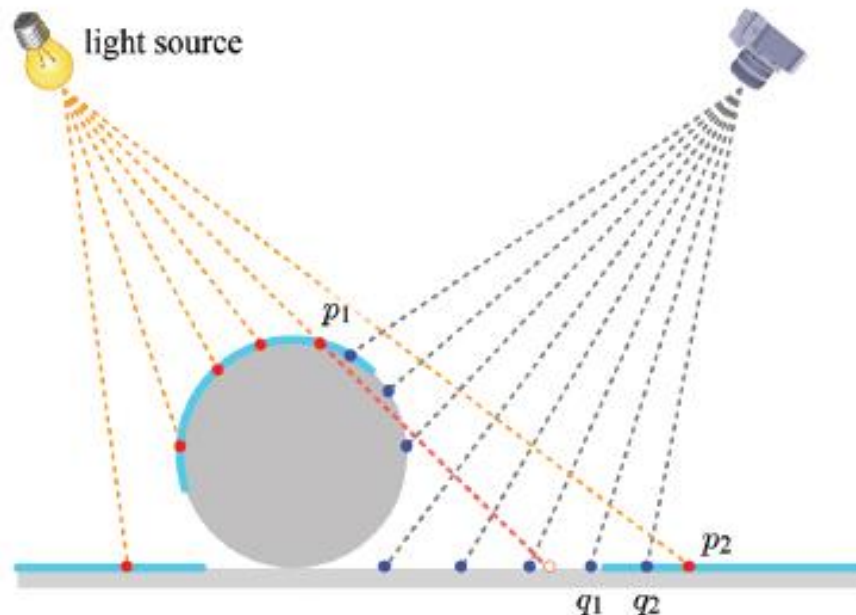 light source
p₁
p₂
q₁ q₂